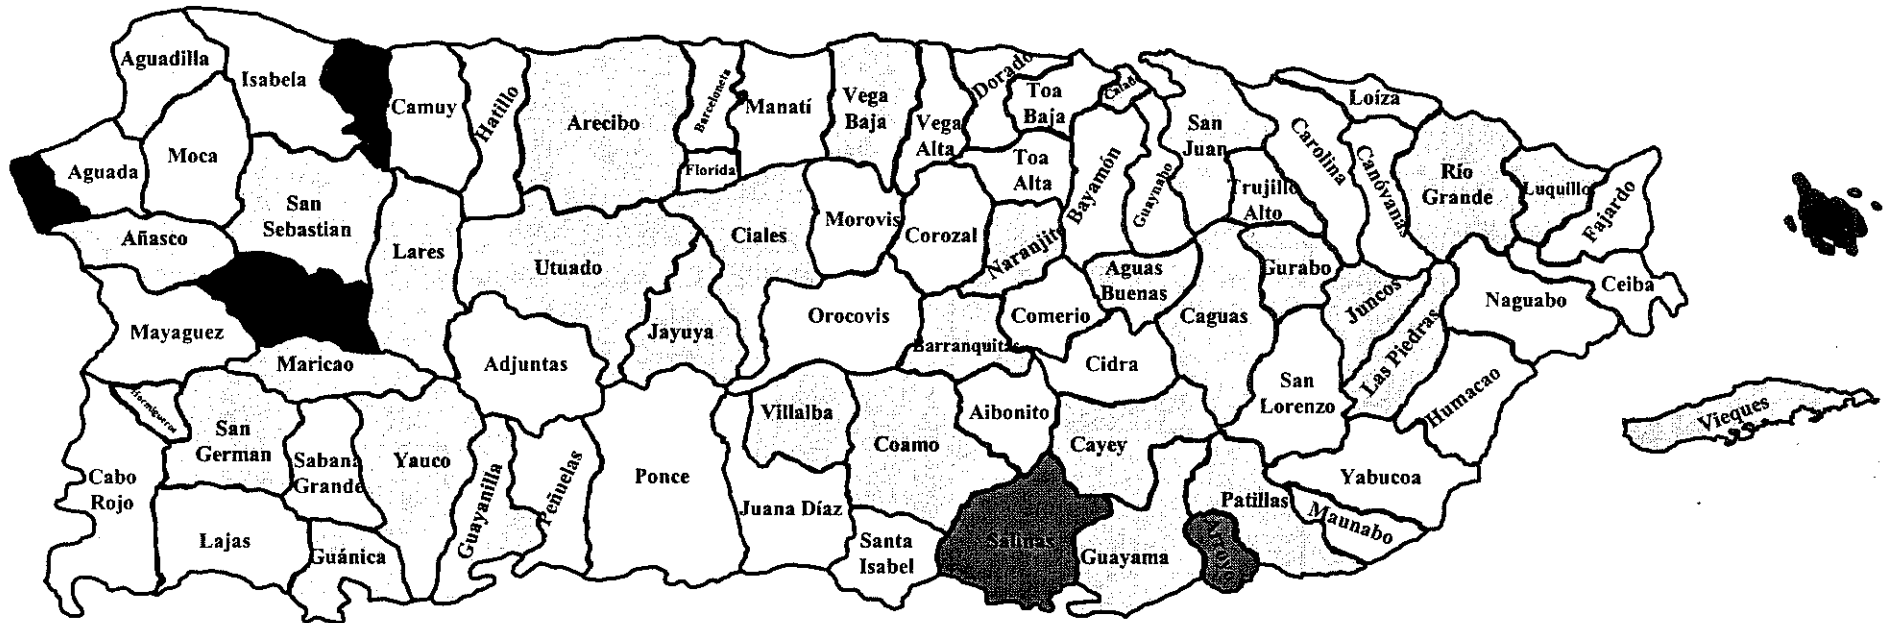 Aguadilla
Isabela
Camuy
Hatillo
Arecibo
Barceloneta
Manatí
Vega
Baja
Vega
Alta
Dorado
Toa
Baja
San
Juan
Loíza
Carolina
Canóvanas
Río
Grande
Luquillo
Fajardo
Aguada
Moca
San
Sebastian
Florida
Toa
Alta
Bayamón
Guaynabo
Trujillo
Alto
Añasco
Lares
Utuado
Ciales
Morovis
Corozal
Naranjito
Aguas
Buenas
Gurabo
Juncos
Las Piedras
Naguabo
Ceiba
Mayaguez
Maricao
Adjuntas
Jayuya
Orocovis
Barranquitas
Comerio
Cidra
Caguas
San
Lorenzo
Humacao
Vieques
Hormigueros
San
German
Sabana
Grande
Yauco
Guayanilla
Peñuelas
Ponce
Villalba
Coamo
Aibonito
Cayey
Yabucoa
Cabo
Rojo
Lajas
Guánica
Juana Díaz
Santa
Isabel
Salinas
Guayama
Arroyo
Patillas
Maunabo